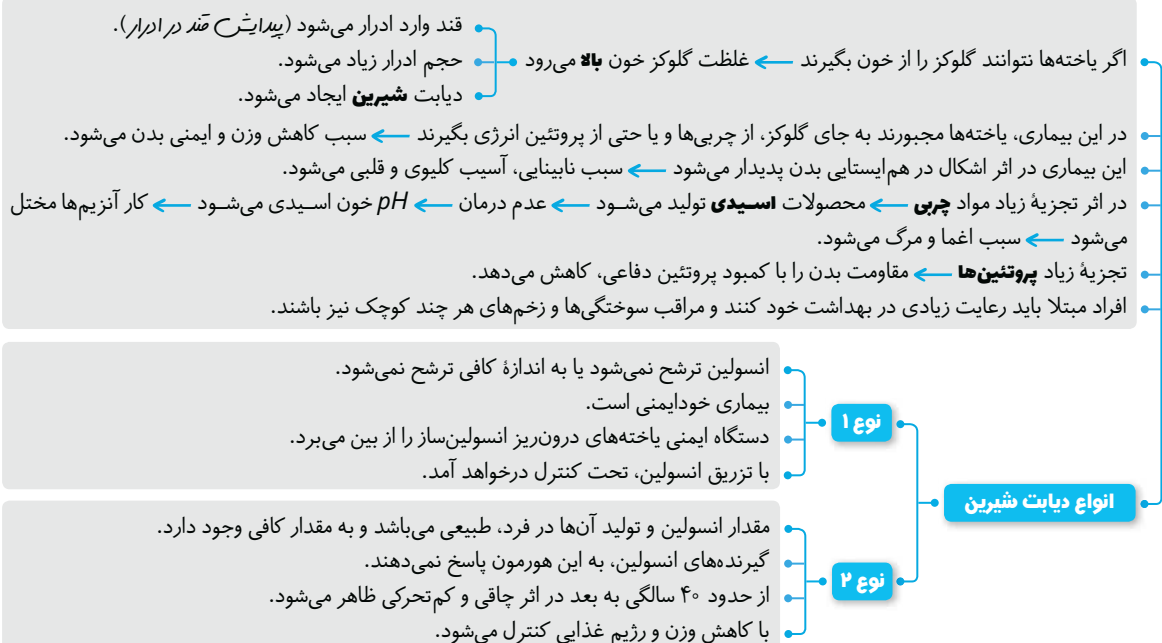 قند وارد ادرار می‌شود (پیدایش قند در ادرار).
اگر یاخته‌ها نتوانند گلوکز را از خون بگیرند ← غلظت گلوکز خون بالا می‌رود
حجم ادرار زیاد می‌شود.
دیابت شیرین ایجاد می‌شود.
در این بیماری، یاخته‌ها مجبورند به جای گلوکز، از چربی‌ها و یا حتی از پروتئین انرژی بگیرند ← سبب کاهش وزن و ایمنی بدن می‌شود.
این بیماری در اثر اشکال در هم‌ایستایی بدن پدیدار می‌شود ← سبب نابینایی، آسیب کلیوی و قلبی می‌شود.
در اثر تجزیهٔ زیاد مواد چربی ← محصولات اسیدی تولید می‌شود ← عدم درمان ← pH خون اسیدی می‌شود ← کار آنزیم‌ها مختل
می‌شود ← سبب اغما و مرگ می‌شود.
تجزیهٔ زیاد پروتئین‌ها ← مقاومت بدن را با کمبود پروتئین دفاعی، کاهش می‌دهد.
افراد مبتلا باید رعایت زیادی در بهداشت خود کنند و مراقب سوختگی‌ها و زخم‌های هر چند کوچک نیز باشند.
انواع دیابت شیرین
نوع ۱
انسولین ترشح نمی‌شود یا به اندازهٔ کافی ترشح نمی‌شود.
بیماری خودایمنی است.
دستگاه ایمنی یاخته‌های درون‌ریز انسولین‌ساز را از بین می‌برد.
با تزریق انسولین، تحت کنترل درخواهد آمد.
نوع ۲
مقدار انسولین و تولید آن‌ها در فرد، طبیعی می‌باشد و به مقدار کافی وجود دارد.
گیرنده‌های انسولین، به این هورمون پاسخ نمی‌دهند.
از حدود ۴۰ سالگی به بعد در اثر چاقی و کم‌تحرکی ظاهر می‌شود.
با کاهش وزن و رژیم غذایی کنترل می‌شود.